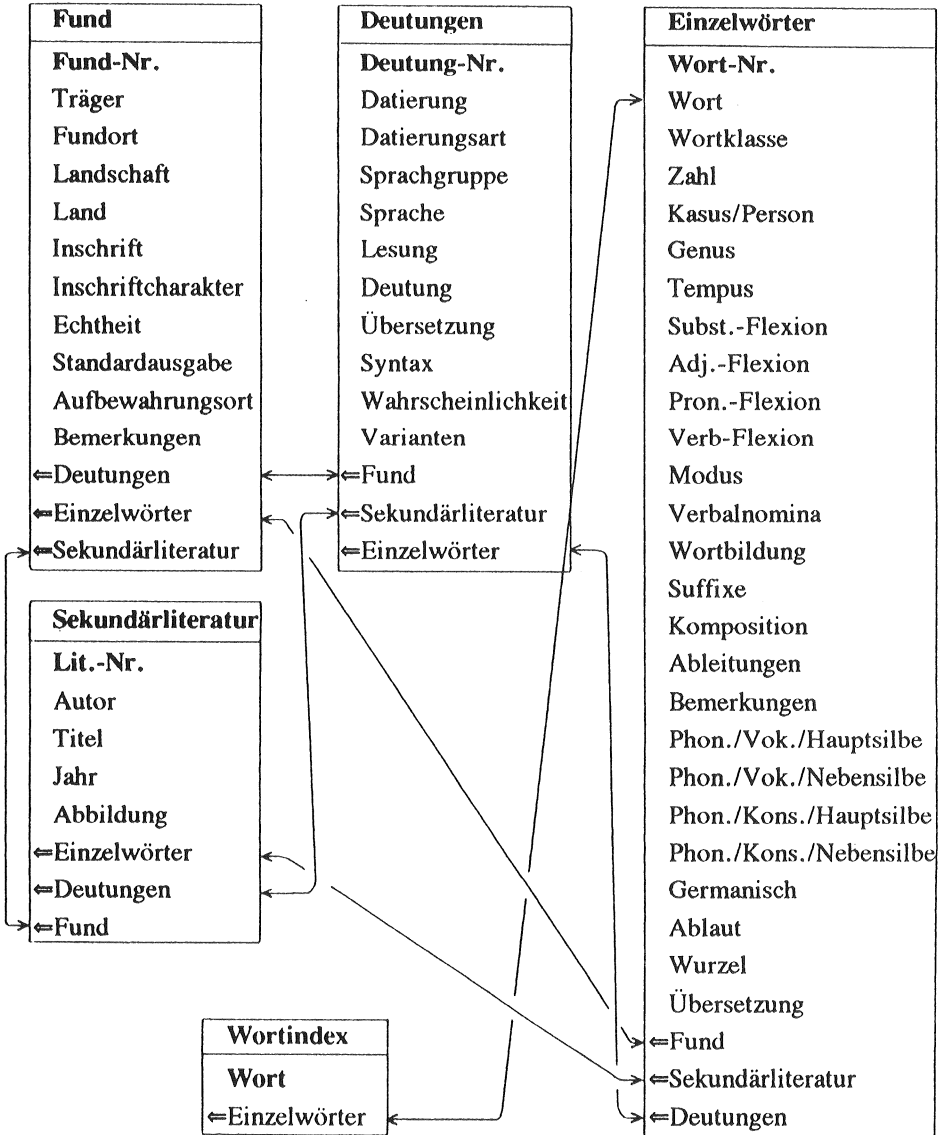 Fund
Fund-Nr.
Träger
Fundort
Landschaft
Land
Inschrift
Inschriftcharakter
Echtheit
Standardausgabe
Aufbewahrungsort
Bemerkungen
⇐Deutungen
⇐Einzelwörter
⇐Sekundärliteratur
Deutungen
Deutung-Nr.
Datierung
Datierungsart
Sprachgruppe
Sprache
Lesung
Deutung
Übersetzung
Syntax
Wahrscheinlichkeit
Varianten
⇐Fund
⇐Sekundärliteratur
⇐Einzelwörter
Einzelwörter
Wort-Nr.
Wort
Wortklasse
Zahl
Kasus/Person
Genus
Tempus
Subst.-Flexion
Adj.-Flexion
Pron.-Flexion
Verb-Flexion
Modus
Verbalnomina
Wortbildung
Suffixe
Komposition
Ableitungen
Bemerkungen
Phon./Vok./Hauptsilbe
Phon./Vok./Nebensilbe
Phon./Kons./Hauptsilbe
Phon./Kons./Nebensilbe
Germanisch
Ablaut
Wurzel
Übersetzung
⇐Fund
⇐Sekundärliteratur
⇐Deutungen
Sekundärliteratur
Lit.-Nr.
Autor
Titel
Jahr
Abbildung
⇐Einzelwörter
⇐Deutungen
⇐Fund
Wortindex
Wort
⇐Einzelwörter